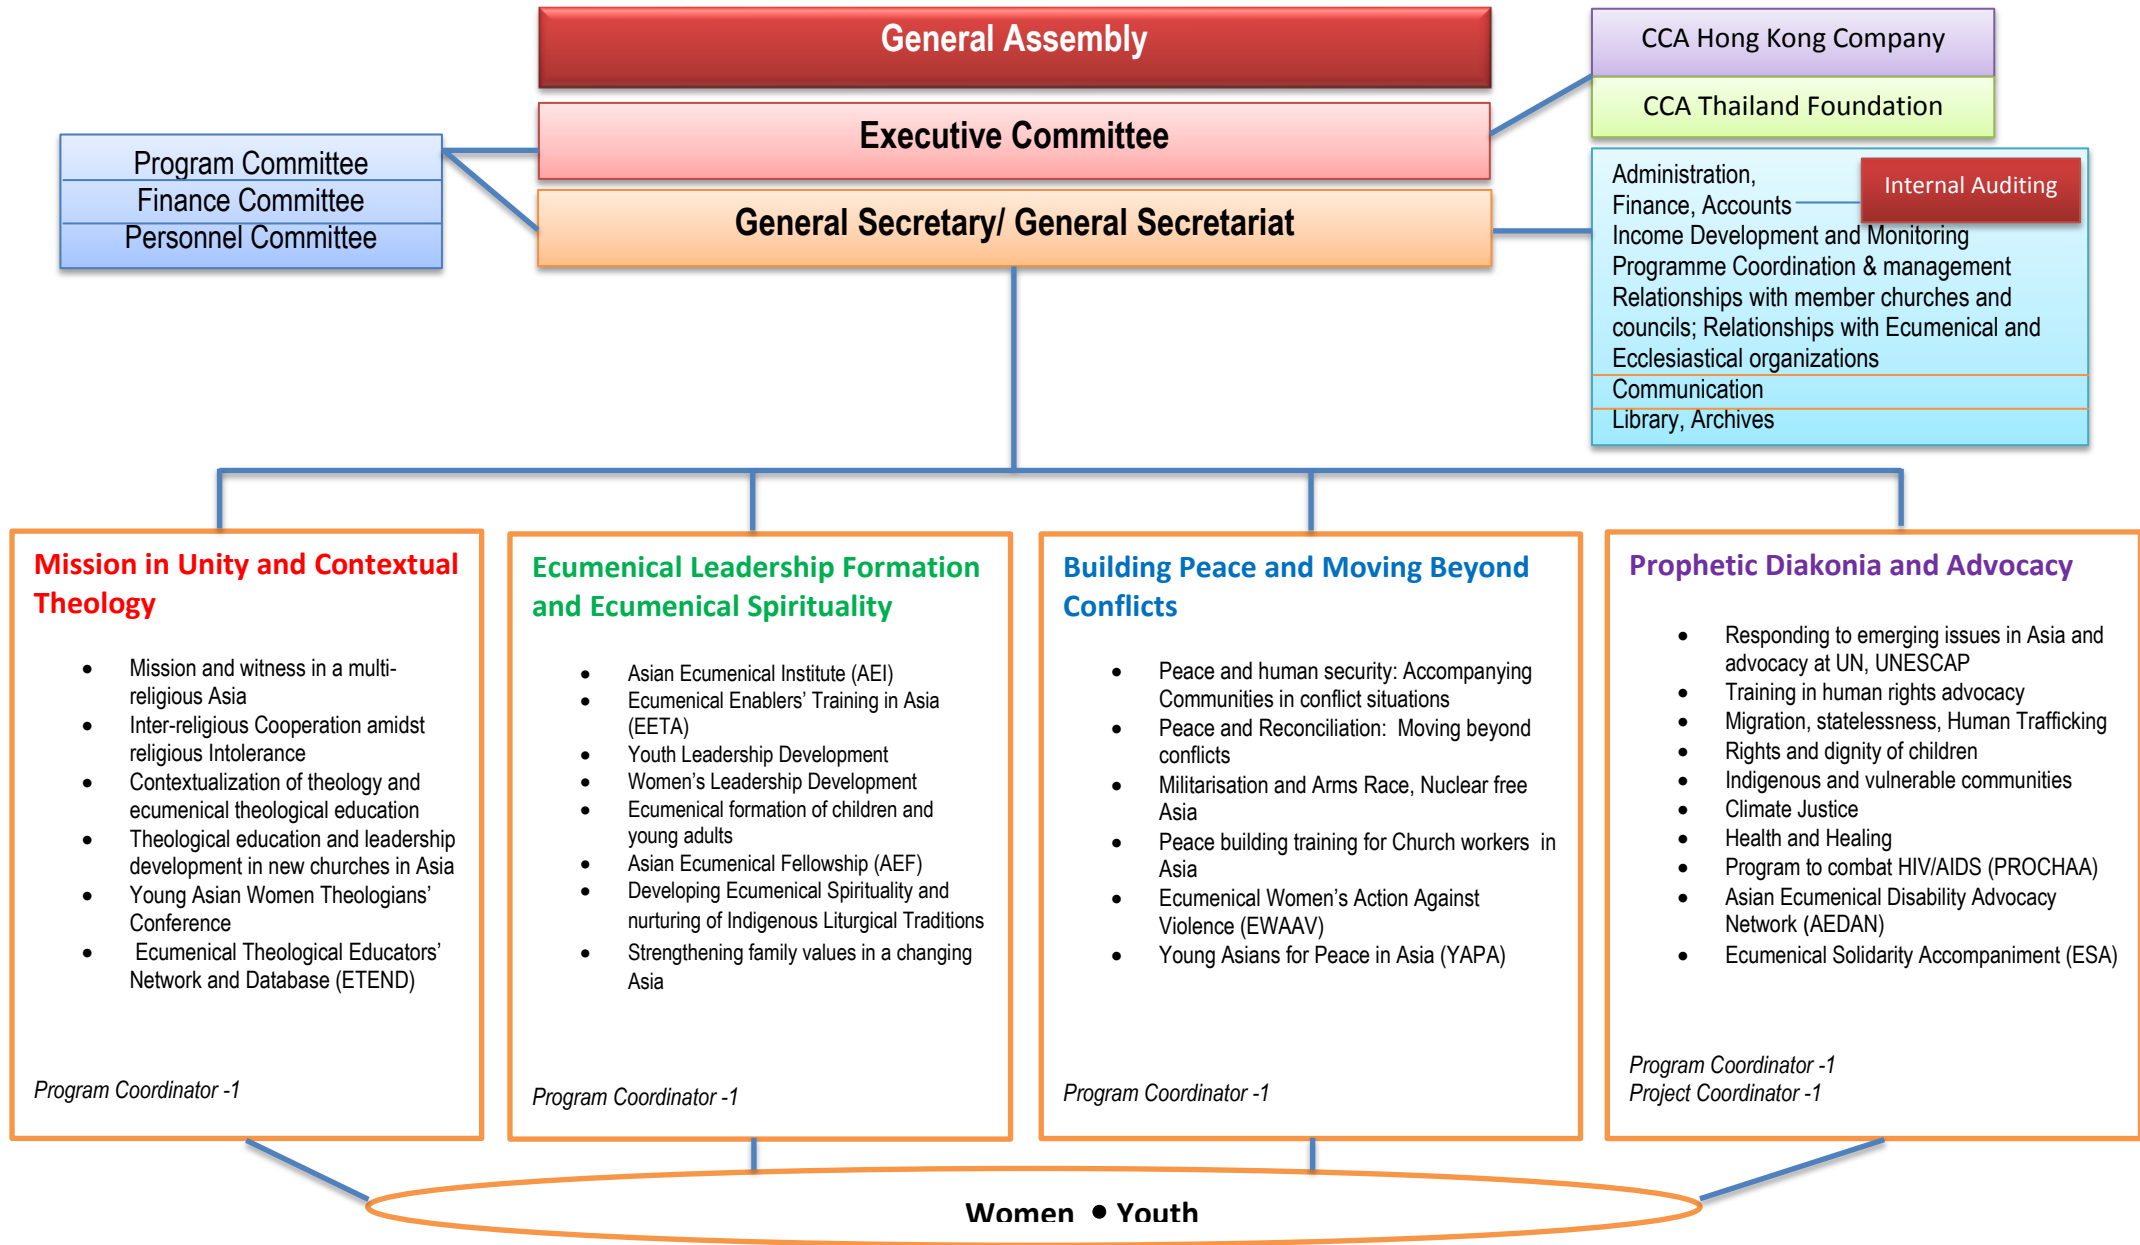 General Assembly
CCA Hong Kong Company
CCA Thailand Foundation
Executive Committee
Program Committee
Finance Committee
Personnel Committee
General Secretary/ General Secretariat
Administration,
Finance, Accounts
Internal Auditing
Income Development and Monitoring
Programme Coordination & management
Relationships with member churches and
councils; Relationships with Ecumenical and
Ecclesiastical organizations
Communication
Library, Archives
Mission in Unity and Contextual
Theology
• Mission and witness in a multi-
religious Asia
• Inter-religious Cooperation amidst
religious Intolerance
• Contextualization of theology and
ecumenical theological education
• Theological education and leadership
development in new churches in Asia
• Young Asian Women Theologians’
Conference
• Ecumenical Theological Educators’
Network and Database (ETEND)
Program Coordinator -1
Ecumenical Leadership Formation
and Ecumenical Spirituality
• Asian Ecumenical Institute (AEI)
• Ecumenical Enablers’ Training in Asia
(EETA)
• Youth Leadership Development
• Women’s Leadership Development
• Ecumenical formation of children and
young adults
• Asian Ecumenical Fellowship (AEF)
• Developing Ecumenical Spirituality and
nurturing of Indigenous Liturgical Traditions
• Strengthening family values in a changing
Asia
Program Coordinator -1
Building Peace and Moving Beyond
Conflicts
• Peace and human security: Accompanying
Communities in conflict situations
• Peace and Reconciliation: Moving beyond
conflicts
• Militarisation and Arms Race, Nuclear free
Asia
• Peace building training for Church workers in
Asia
• Ecumenical Women’s Action Against
Violence (EWAAV)
• Young Asians for Peace in Asia (YAPA)
Program Coordinator -1
Prophetic Diakonia and Advocacy
• Responding to emerging issues in Asia and
advocacy at UN, UNESCAP
• Training in human rights advocacy
• Migration, statelessness, Human Trafficking
• Rights and dignity of children
• Indigenous and vulnerable communities
• Climate Justice
• Health and Healing
• Program to combat HIV/AIDS (PROCHAA)
• Asian Ecumenical Disability Advocacy
Network (AEDAN)
• Ecumenical Solidarity Accompaniment (ESA)
Program Coordinator -1
Project Coordinator -1
Women • Youth